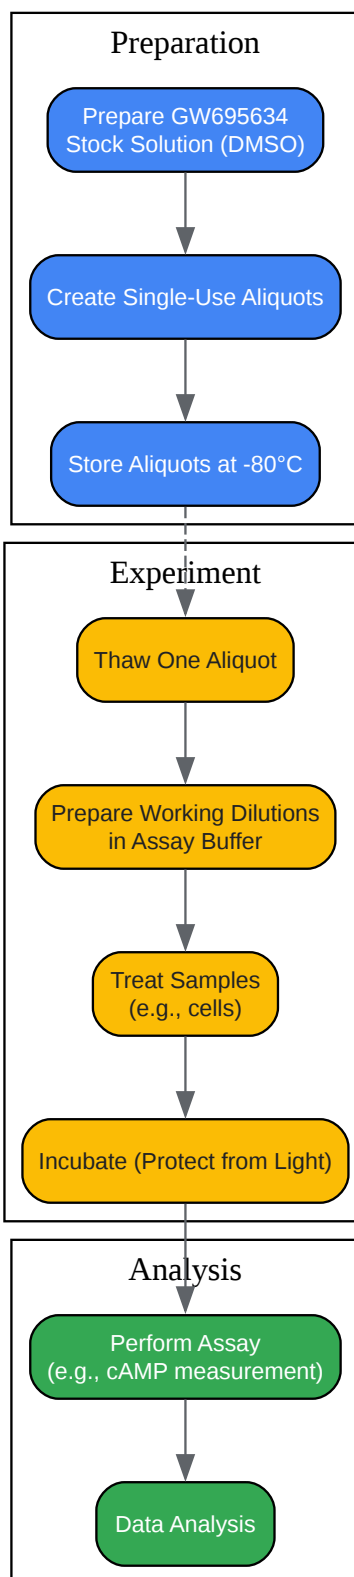 Preparation
Prepare GW695634
Stock Solution (DMSO)
Create Single-Use Aliquots
Store Aliquots at -80°C
Experiment
Thaw One Aliquot
Prepare Working Dilutions
in Assay Buffer
Treat Samples
(e.g., cells)
Incubate (Protect from Light)
Analysis
Perform Assay
(e.g., cAMP measurement)
Data Analysis